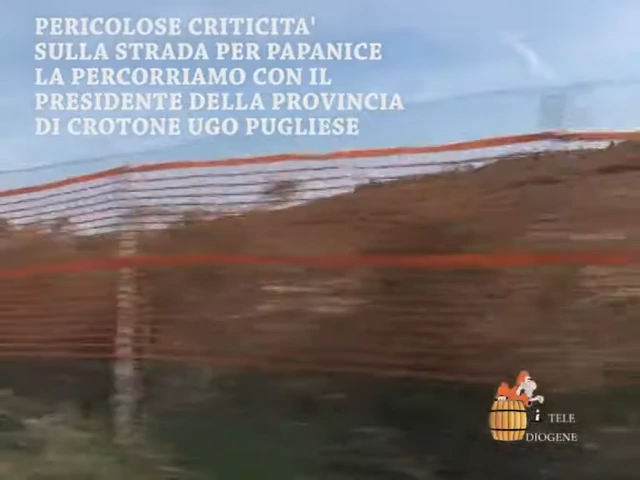 PERICOLOSE CRITICITA'
SULLA STRADA PER PAPANICE
LA PERCORRIAMO CON IL
PRESIDENTE DELLA PROVINCIA
DI CROTONE UGO PUGLIESE
i TELE
DIOGENE